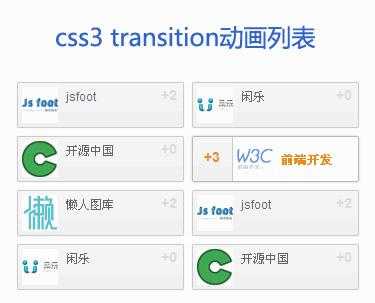 css3 transition动画列表
Js foot jsfoot +2
闲乐 +0
开源中国 +0
+3 W3C 前端开发
懒 懒人图库 +2
Js foot jsfoot +2
闲乐 +0
开源中国 +0